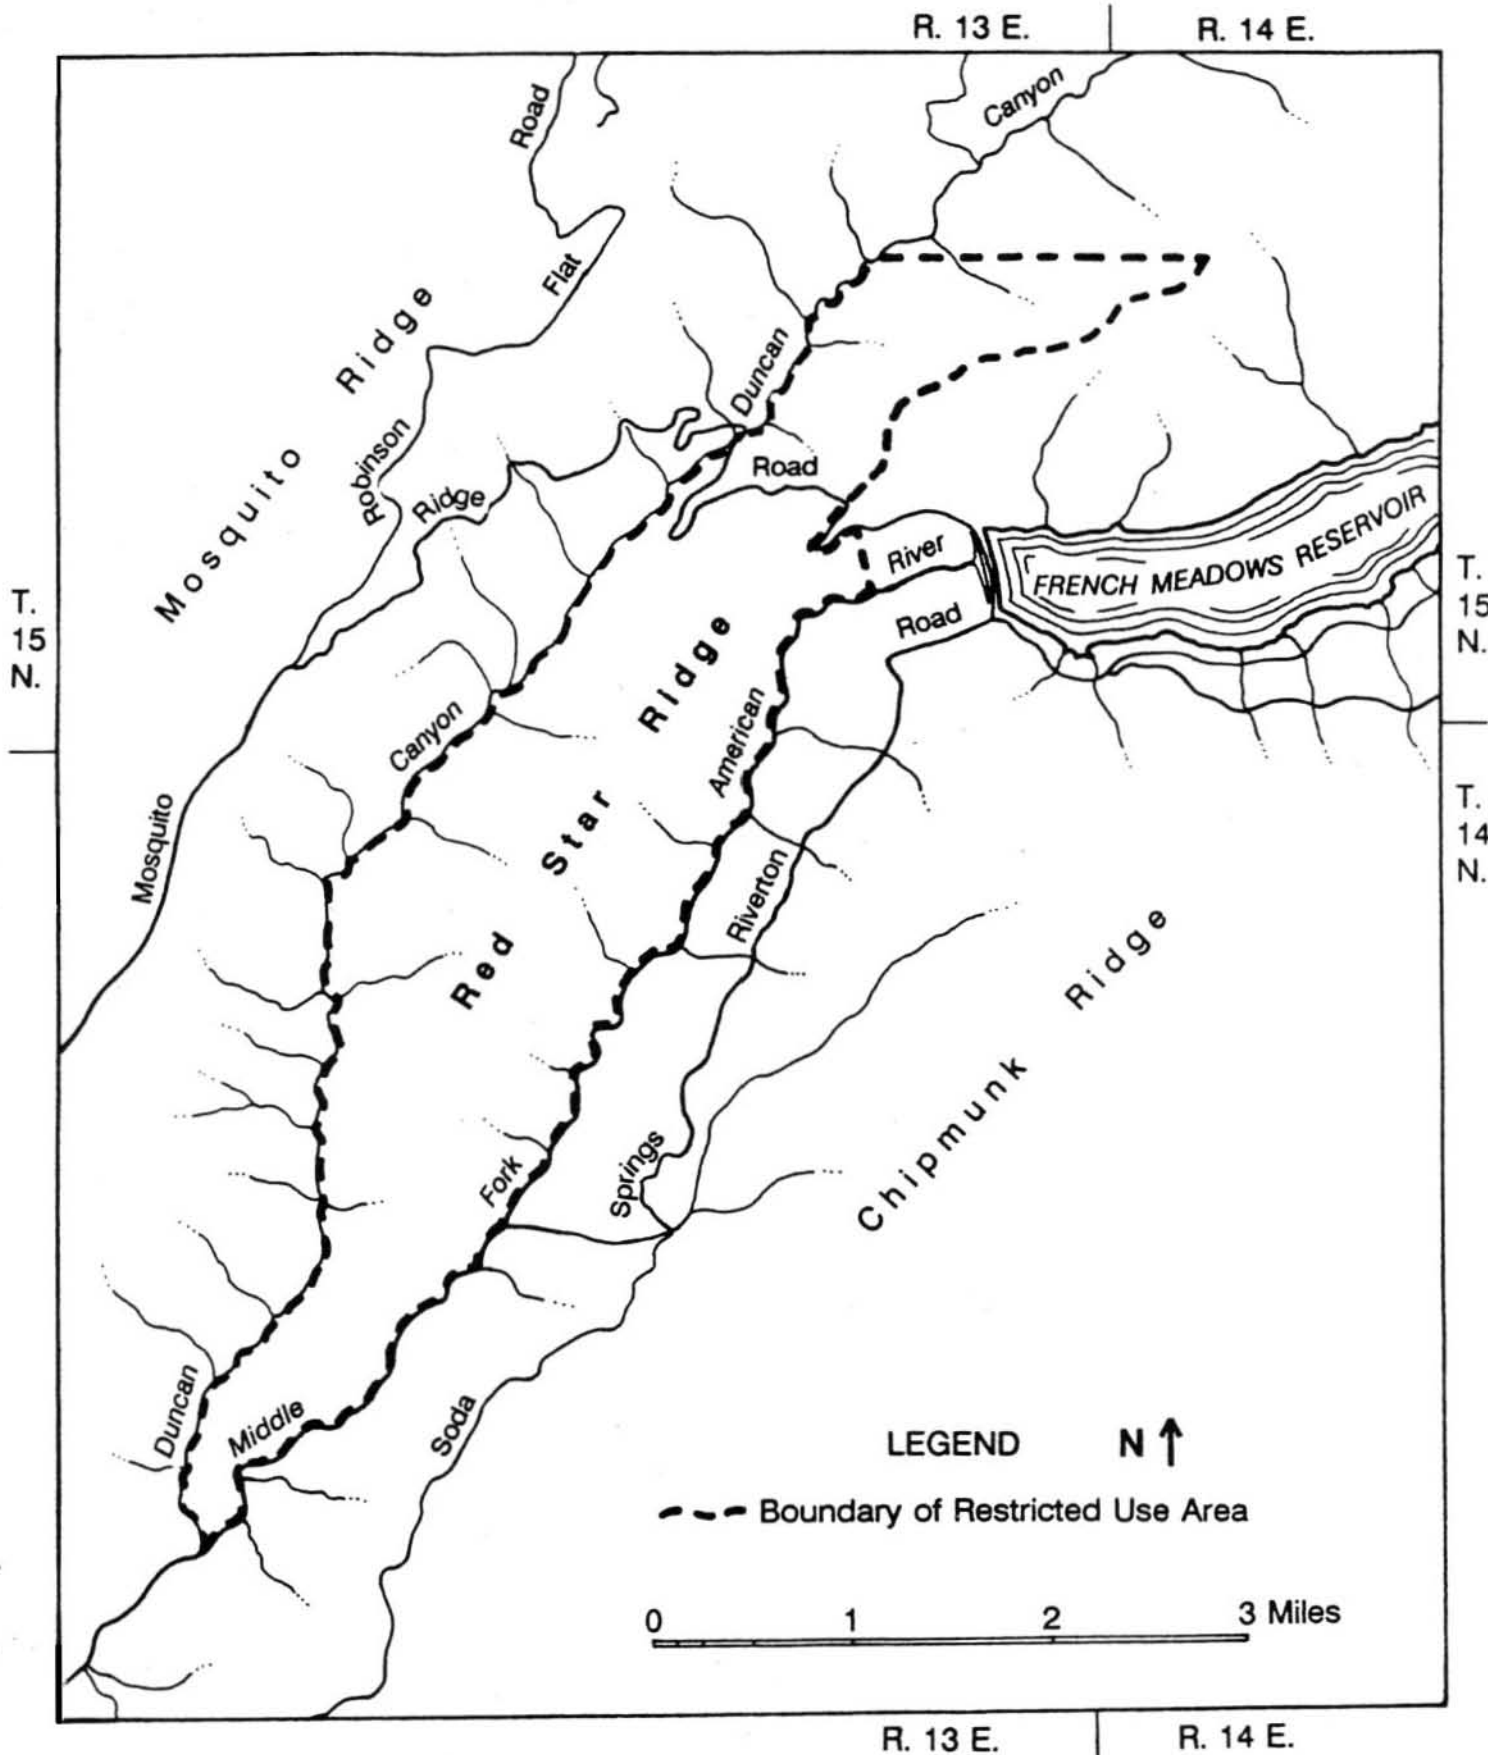 R. 13 E.
R. 14 E.
Canyon
Road
Flat
Ridge
Mosquito
Robinson
Ridge
Duncan
Road
River
FRENCH MEADOWS RESERVOIR
Road
T.
15
N.
T.
15
N.
Ridge
American
Canyon
Star
Mosquito
T.
14
N.
Riverton
Red
Ridge
Chipmunk
Springs
Fork
Duncan
Middle
Soda
LEGEND N
Boundary of Restricted Use Area
0 1 2 3 Miles
R. 13 E.
R. 14 E.